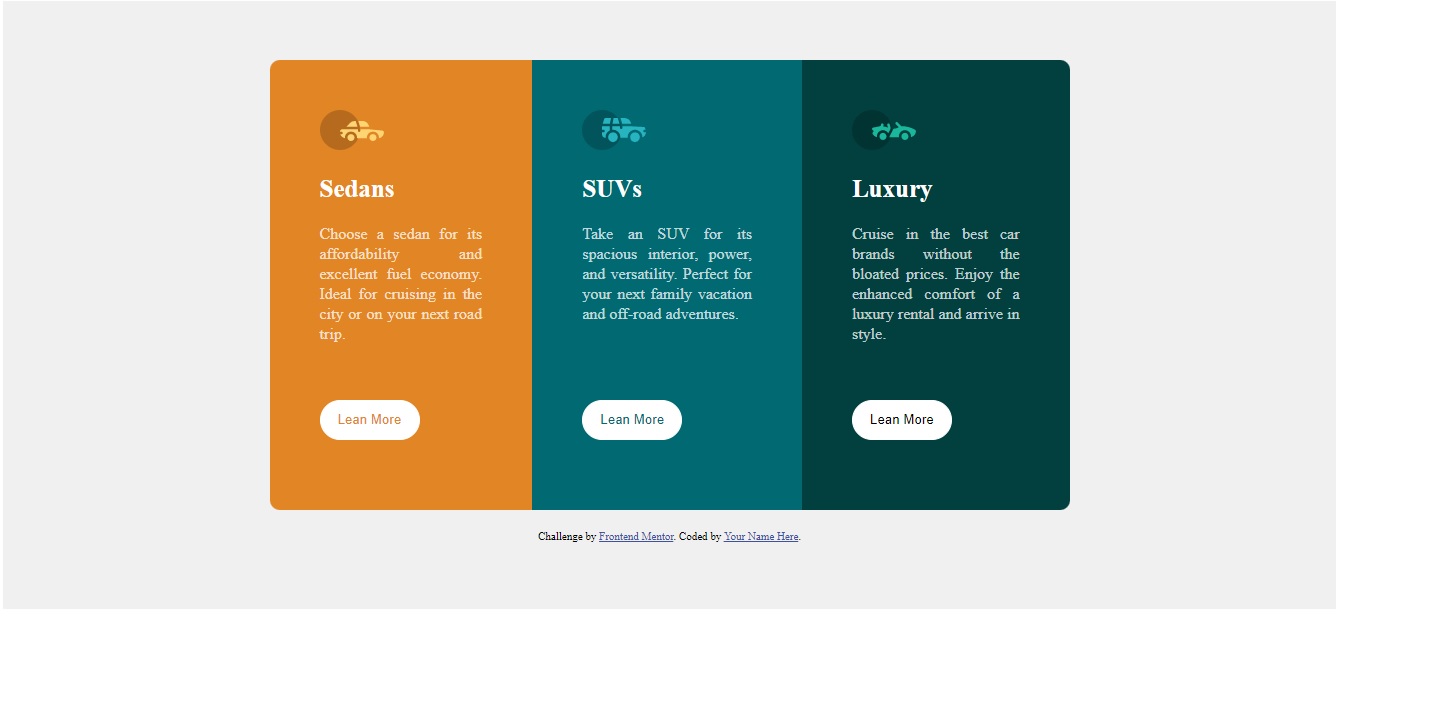 Sedans
Choose a sedan for its
affordability and
excellent fuel economy.
Ideal for cruising in the
city or on your next road
trip.
Lean More
SUVs
Take an SUV for its
spacious interior, power,
and versatility. Perfect for
your next family vacation
and off-road adventures.
Lean More
Luxury
Cruise in the best car
brands without the
bloated prices. Enjoy the
enhanced comfort of a
luxury rental and arrive in
style.
Lean More
Challenge by Frontend Mentor. Coded by Your Name Here.